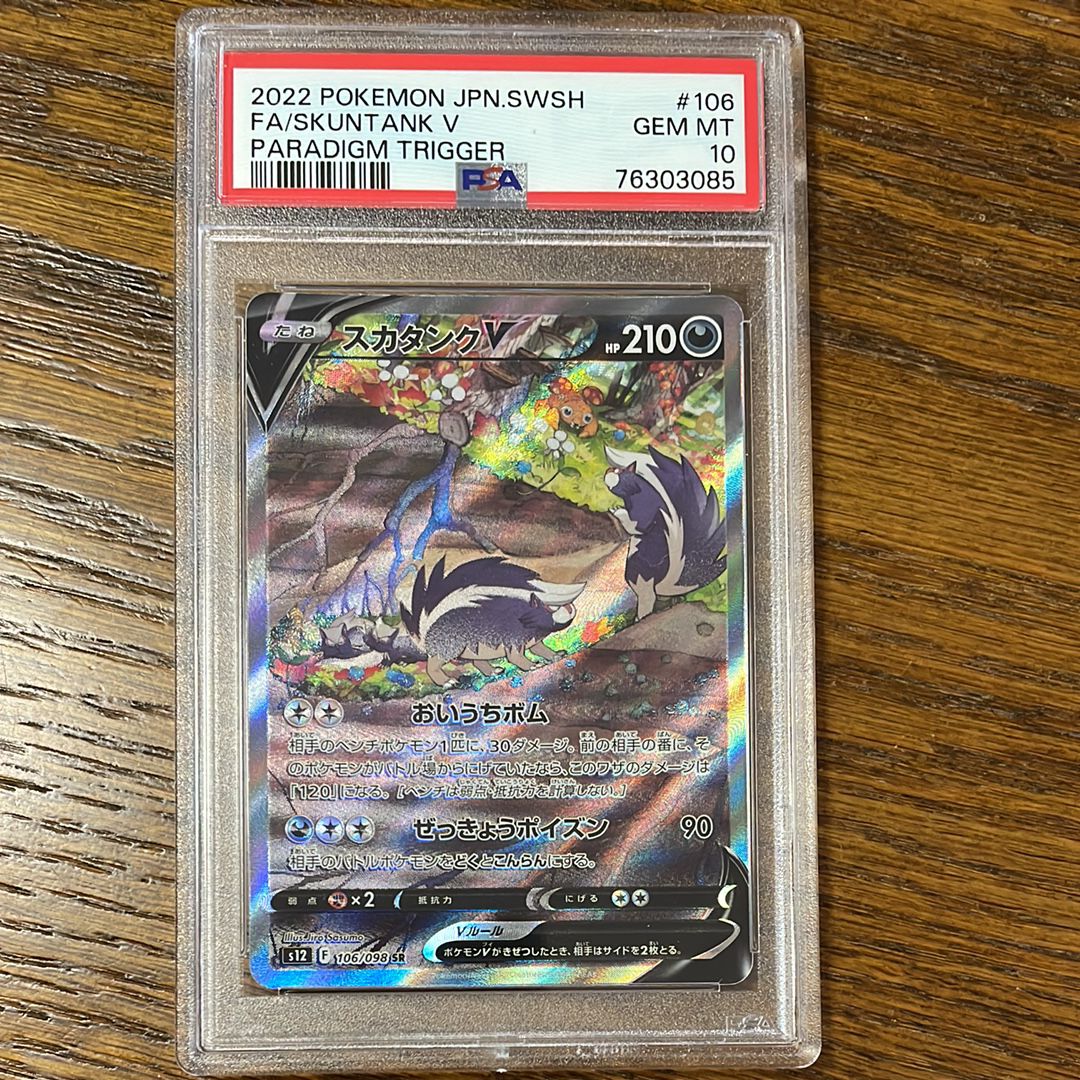 2022 POKEMON JPN.SWSH #106
FA/SKUNTANK V GEM MT
PARADIGM TRIGGER 10
PSA 76303085
たね スカタンクV HP 210
おいうちボム
相手のベンチポケモン1匹に、30ダメージ。前の相手の番に、そ
のポケモンがバトル場からにげていたなら、このワザのダメージは
「120」になる。[ベンチは弱点・抵抗力を計算しない。]
ぜっきょうポイズン 90
相手のバトルポケモンをどくとこんらんにする。
弱点 ×2 抵抗力 にげる
Illus. Jiro Sasumo
Vルール
ポケモンVがきぜつしたとき、相手はサイドを2枚とる。
s12 F 106/098 SR